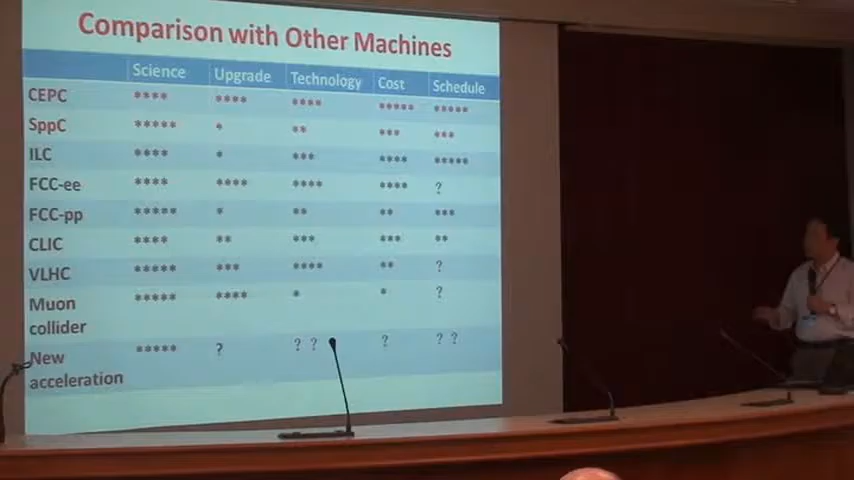 Comparison with Other Machines
Science Upgrade Technology Cost Schedule
CEPC **** **** **** ***** *****
SppC ***** * ** *** ***
ILC **** * *** **** *****
FCC-ee **** **** **** **** ?
FCC-pp ***** * ** ** ***
CLIC **** ** *** *** **
VLHC ***** *** **** ** ?
Muon ***** **** * * ?
collider
New ***** ? ? ? ? ? ?
acceleration